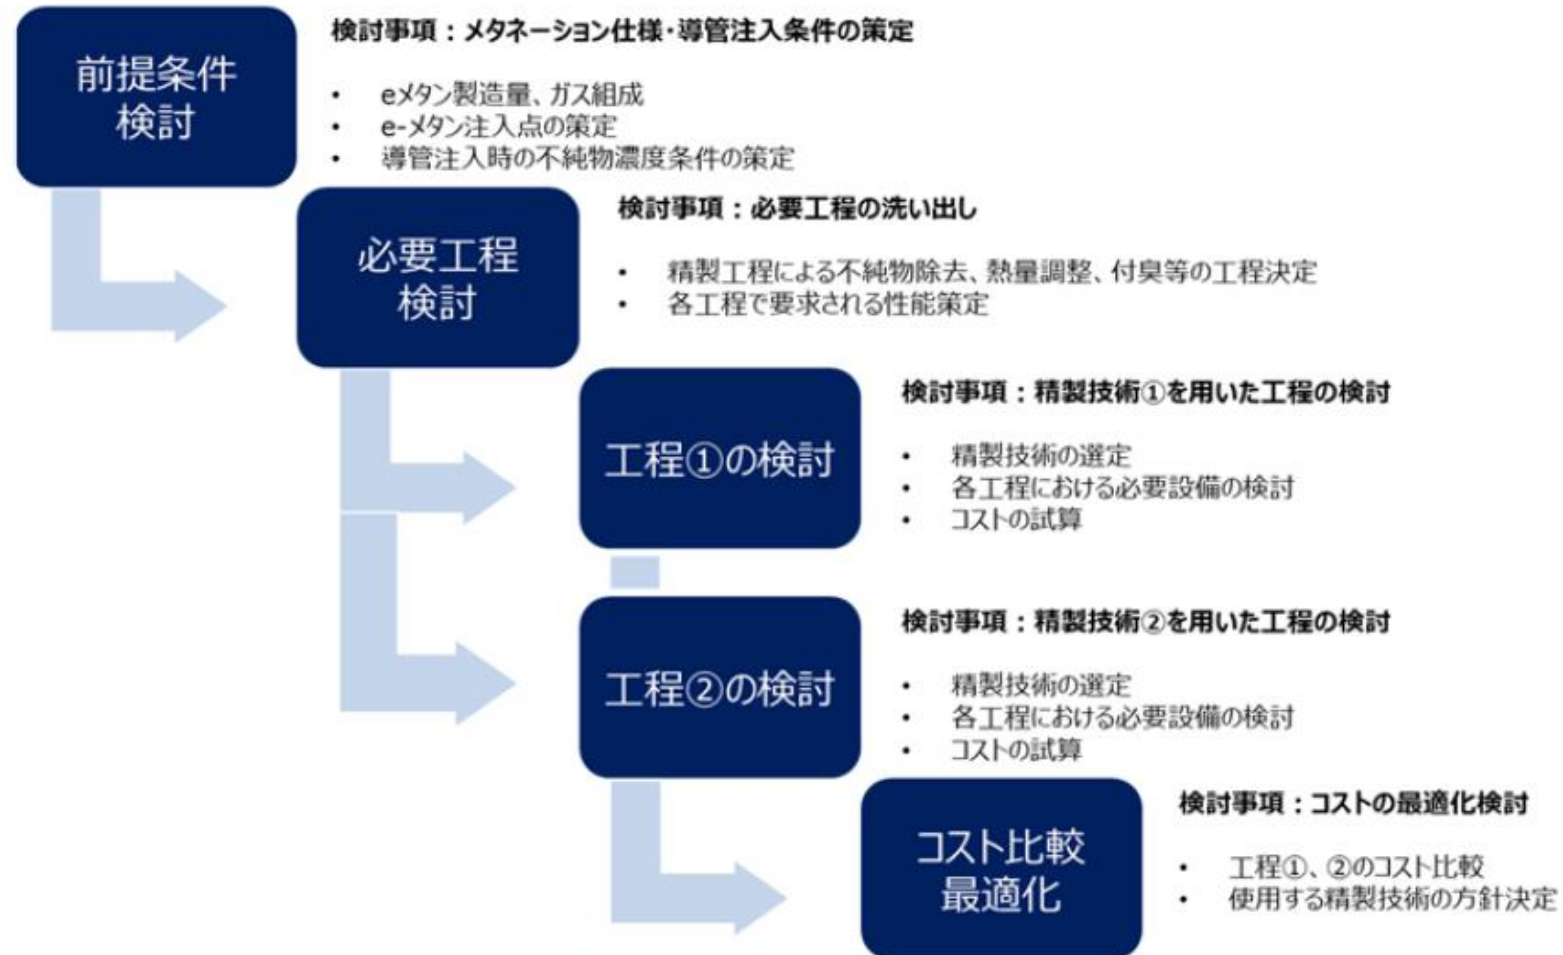 前提条件
検討
検討事項：メタネーション仕様・導管注入条件の策定
• eメタン製造量、ガス組成
• e-メタン注入点の策定
• 導管注入時の不純物濃度条件の策定
必要工程
検討
検討事項：必要工程の洗い出し
• 精製工程による不純物除去、熱量調整、付臭等の工程決定
• 各工程で要求される性能策定
工程①の検討
検討事項：精製技術①を用いた工程の検討
• 精製技術の選定
• 各工程における必要設備の検討
• コストの試算
工程②の検討
検討事項：精製技術②を用いた工程の検討
• 精製技術の選定
• 各工程における必要設備の検討
• コストの試算
コスト比較
最適化
検討事項：コストの最適化検討
• 工程①、②のコスト比較
• 使用する精製技術の方針決定